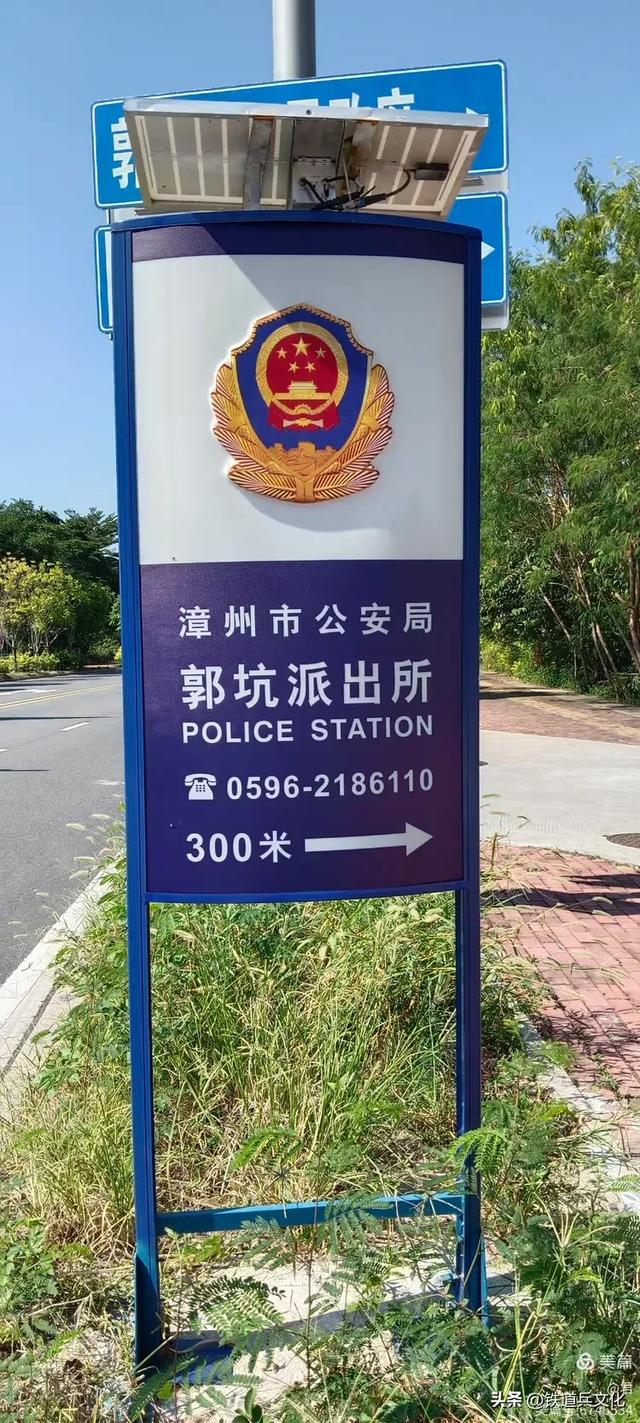 郭
漳州市公安局
郭坑派出所
POLICE STATION
0596-2186110
300米
美篇
头条 @铁道兵文化